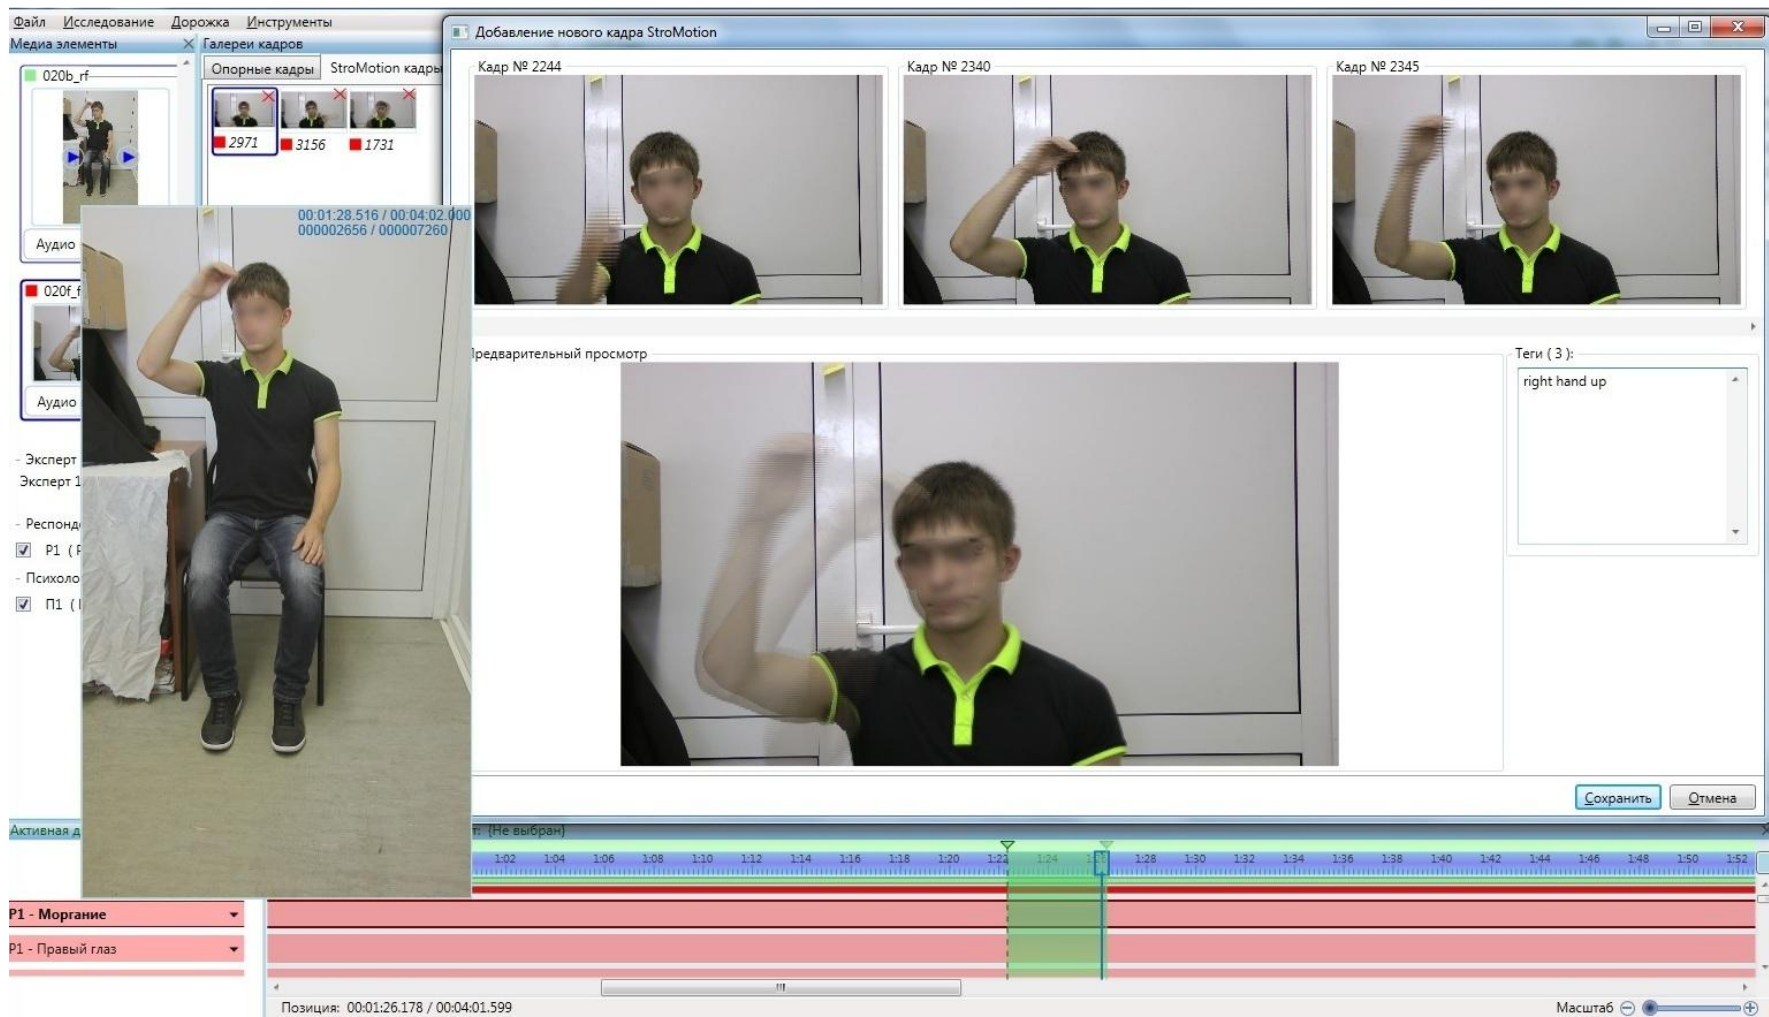 Файл Исследование Дорожка Инструменты
Медиа элементы
020b_rf
Аудио
020f_f
Аудио
- Эксперт
Эксперт 1
- Респонд
P1 ( P
- Психоло
П1 (
Галереи кадров
Опорные кадры StroMotion кадры
2971 3156 1731
00:01:28.516 / 00:04:02.000
000002656 / 000007260
Добавление нового кадра StroMotion
Кадр № 2244 Кадр № 2340 Кадр № 2345
Предварительный просмотр
Теги ( 3 ):
right hand up
Сохранить Отмена
Активная д
т: {Не выбран}
1:02 1:04 1:06 1:08 1:10 1:12 1:14 1:16 1:18 1:20 1:22 1:24 1:28 1:30 1:32 1:34 1:36 1:38 1:40 1:42 1:44 1:46 1:48 1:50 1:52
P1 - Моргание
P1 - Правый глаз
Позиция: 00:01:26.178 / 00:04:01.599
Масштаб